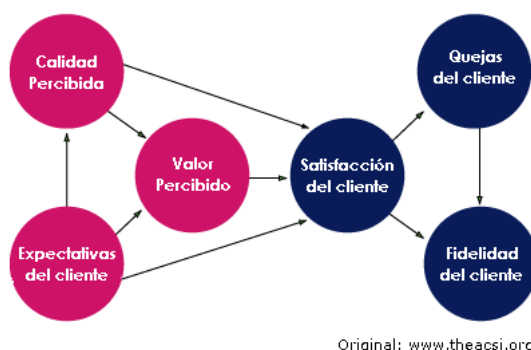 Calidad
Percibida
Quejas
del cliente
Valor
Percibido
Satisfacción
del cliente
Expectativas
del cliente
Fidelidad
del cliente
Original: www.theacsi.org